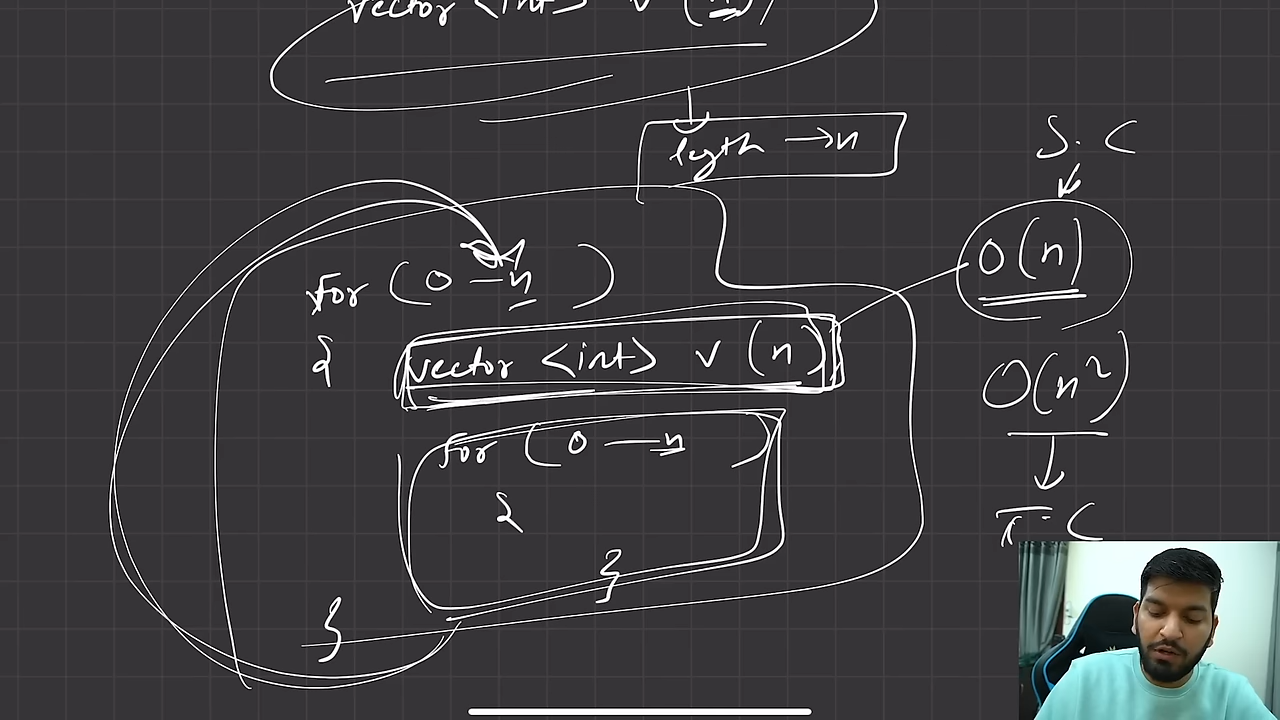 vector <int> v (n)
length → n
S.C
for (0 — n )
O(n)
{ vector <int> v (n)
O(n²)
for (0 — n )
{
T.C
}
}